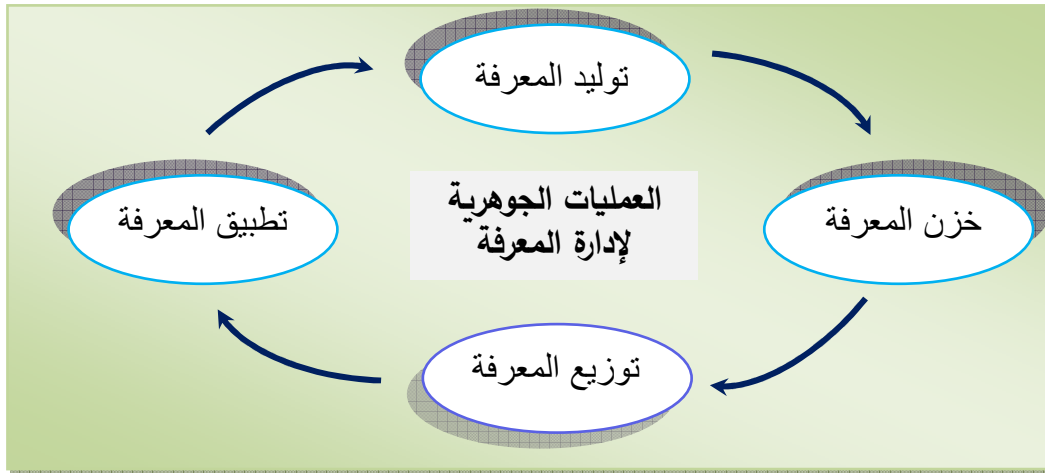 توليد المعرفة
خزن المعرفة
توزيع المعرفة
تطبيق المعرفة
العمليات الجوهرية
لإدارة المعرفة